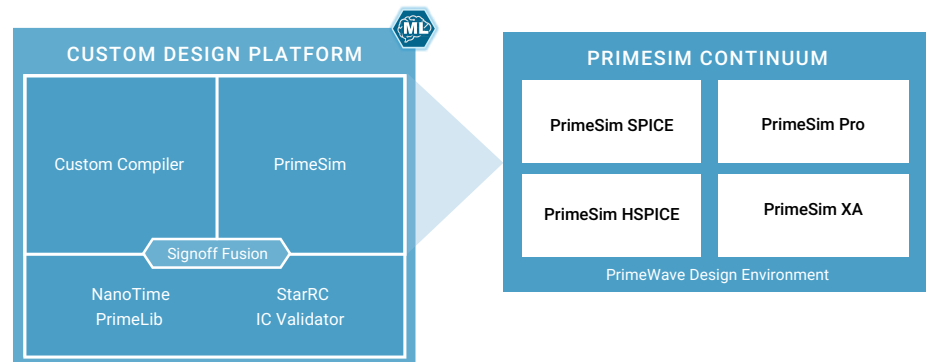 ML
CUSTOM DESIGN PLATFORM
Custom Compiler
PrimeSim
Signoff Fusion
NanoTime
StarRC
PrimeLib
IC Validator
PRIMESIM CONTINUUM
PrimeSim SPICE
PrimeSim Pro
PrimeSim HSPICE
PrimeSim XA
PrimeWave Design Environment